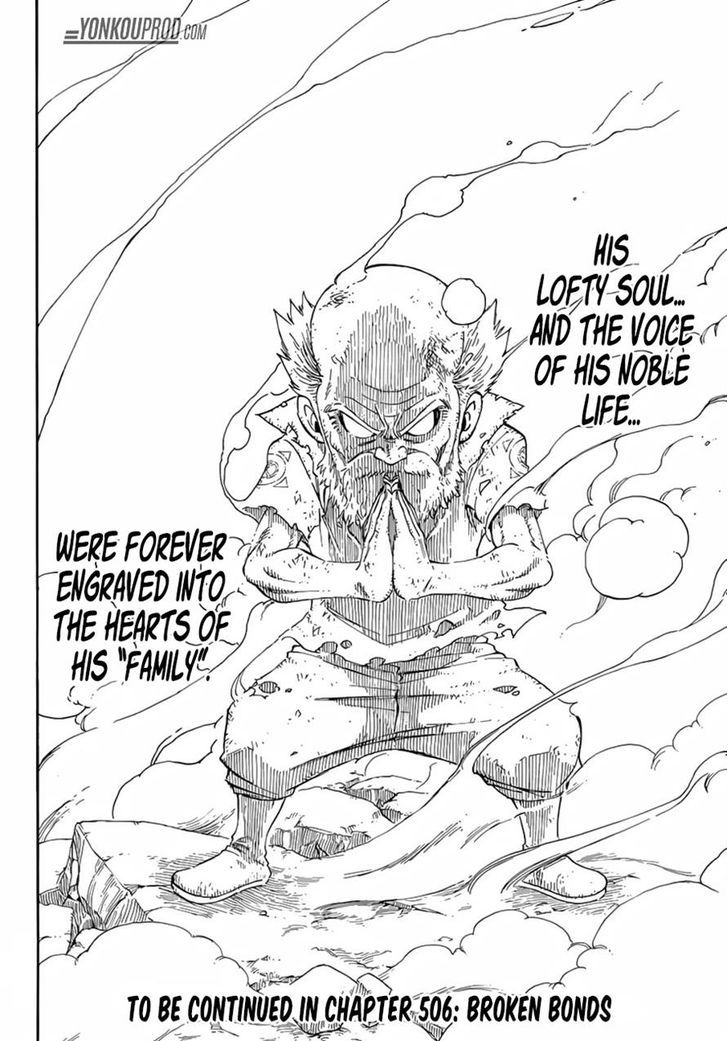 =YONKOUPROD.COM
HIS
LOFTY SOUL...
AND THE VOICE
OF HIS NOBLE
LIFE...
WERE FOREVER
ENGRAVED INTO
THE HEARTS OF
HIS "FAMILY".
TO BE CONTINUED IN CHAPTER 506: BROKEN BONDS